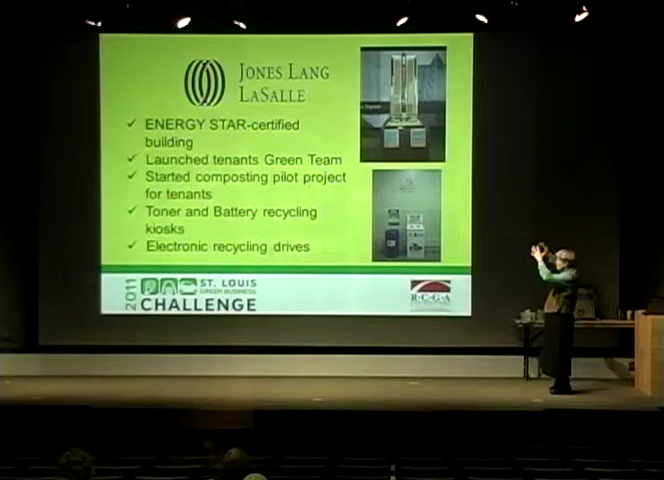 JONES LANG
LASALLE
✓ ENERGY STAR-certified
building
✓ Launched tenants Green Team
✓ Started composting pilot project
for tenants
✓ Toner and Battery recycling
kiosks
✓ Electronic recycling drives
2011
ST. LOUIS
GREEN BUSINESS
CHALLENGE
R·C·G·A